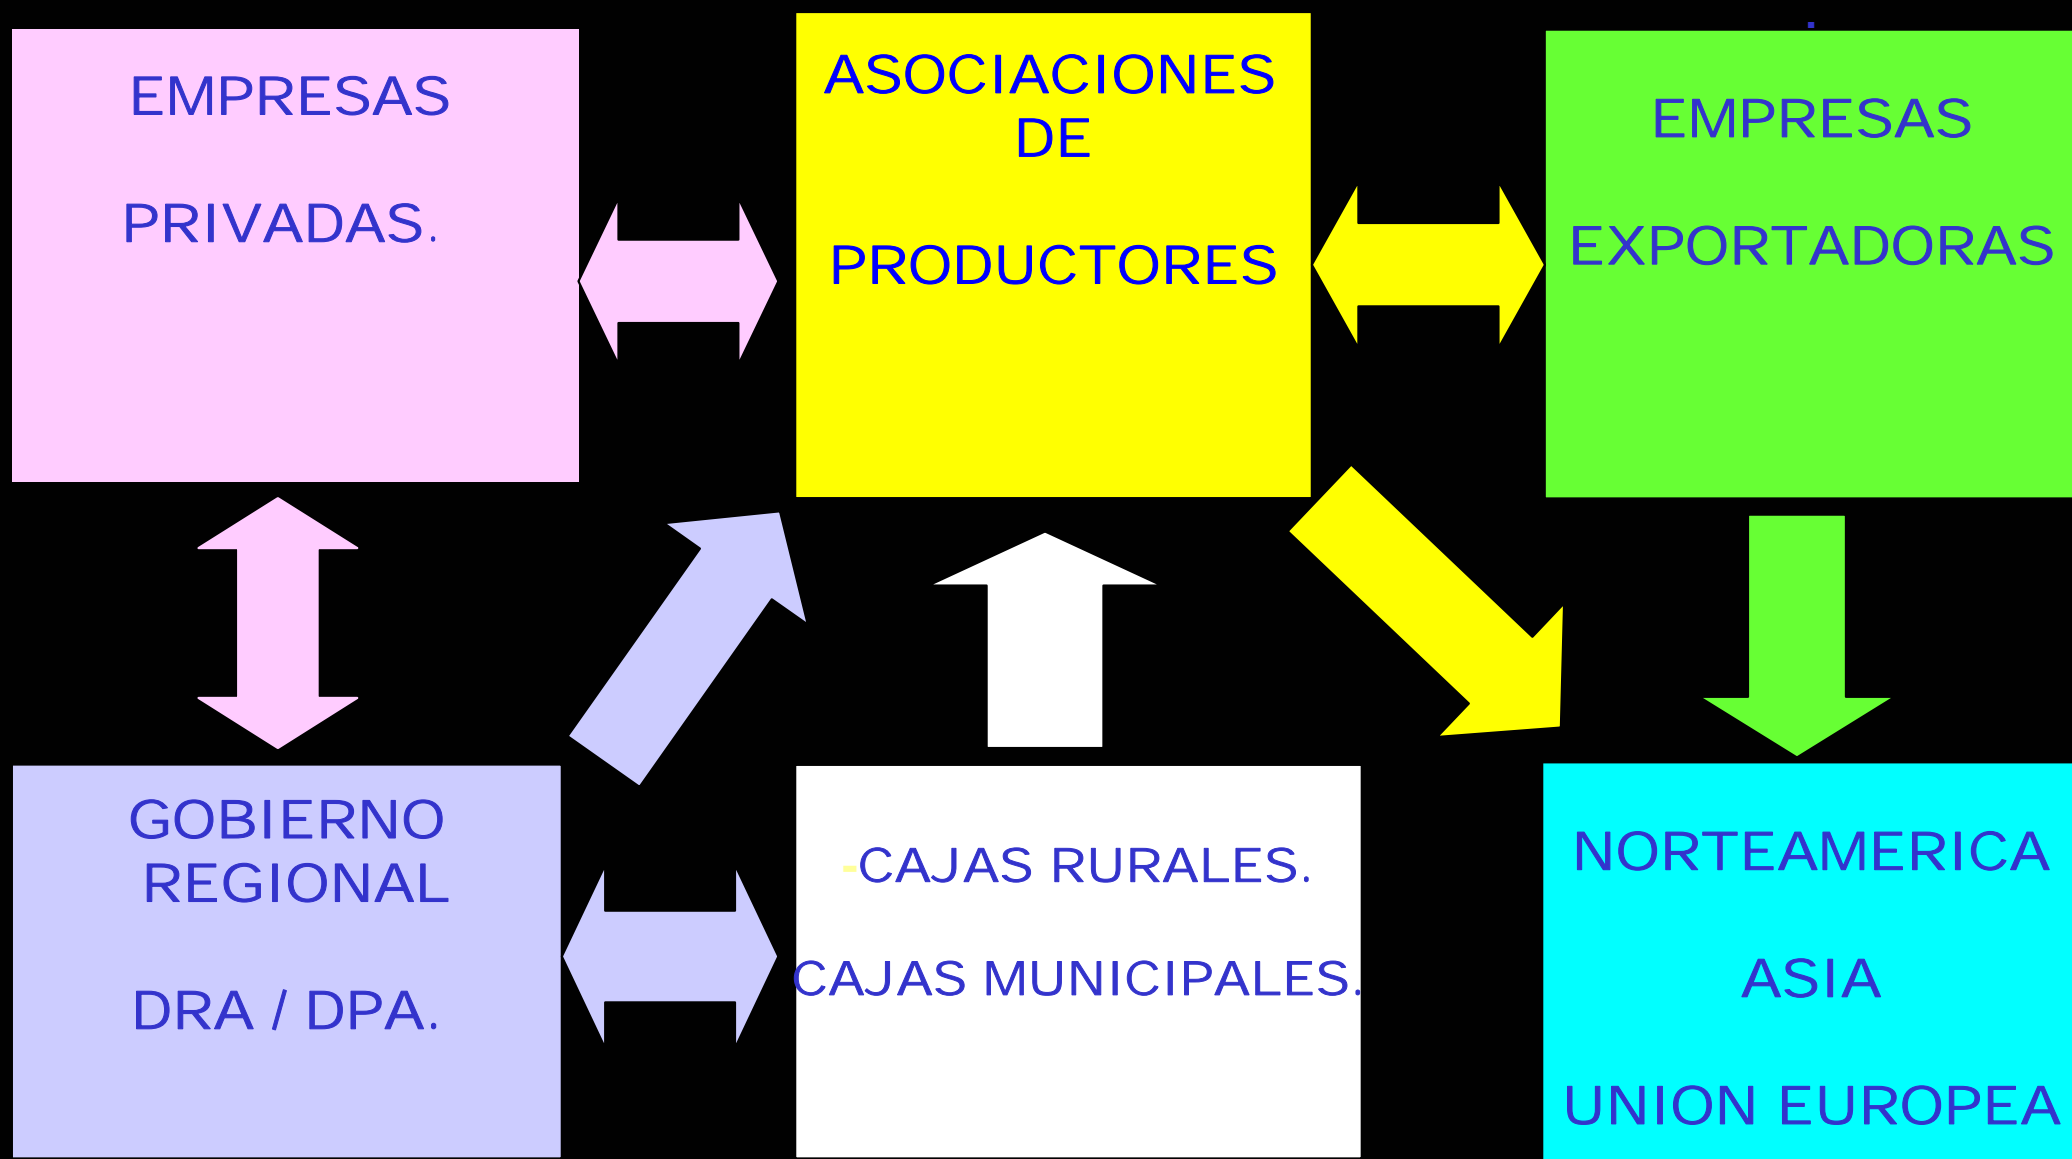 EMPRESAS
PRIVADAS.
ASOCIACIONES
DE
PRODUCTORES
.
EMPRESAS
EXPORTADORAS
GOBIERNO
REGIONAL
DRA / DPA.
-CAJAS RURALES.
CAJAS MUNICIPALES.
NORTEAMERICA
ASIA
UNION EUROPEA